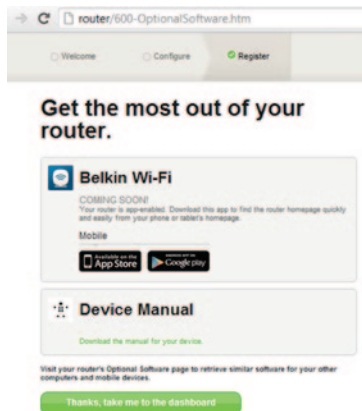 router/600-OptionalSoftware.htm
Welcome
Configure
Register
Get the most out of your
router.
Belkin Wi-Fi
COMING SOON!
Your router is app-enabled. Download this app to find the router homepage quickly
and easily from your phone or tablet's homepage.
Mobile
Available on the
App Store
Google play
Device Manual
Download the manual for your device.
Visit your router's Optional Software page to retrieve similar software for your other
computers and mobile devices.
Thanks, take me to the dashboard